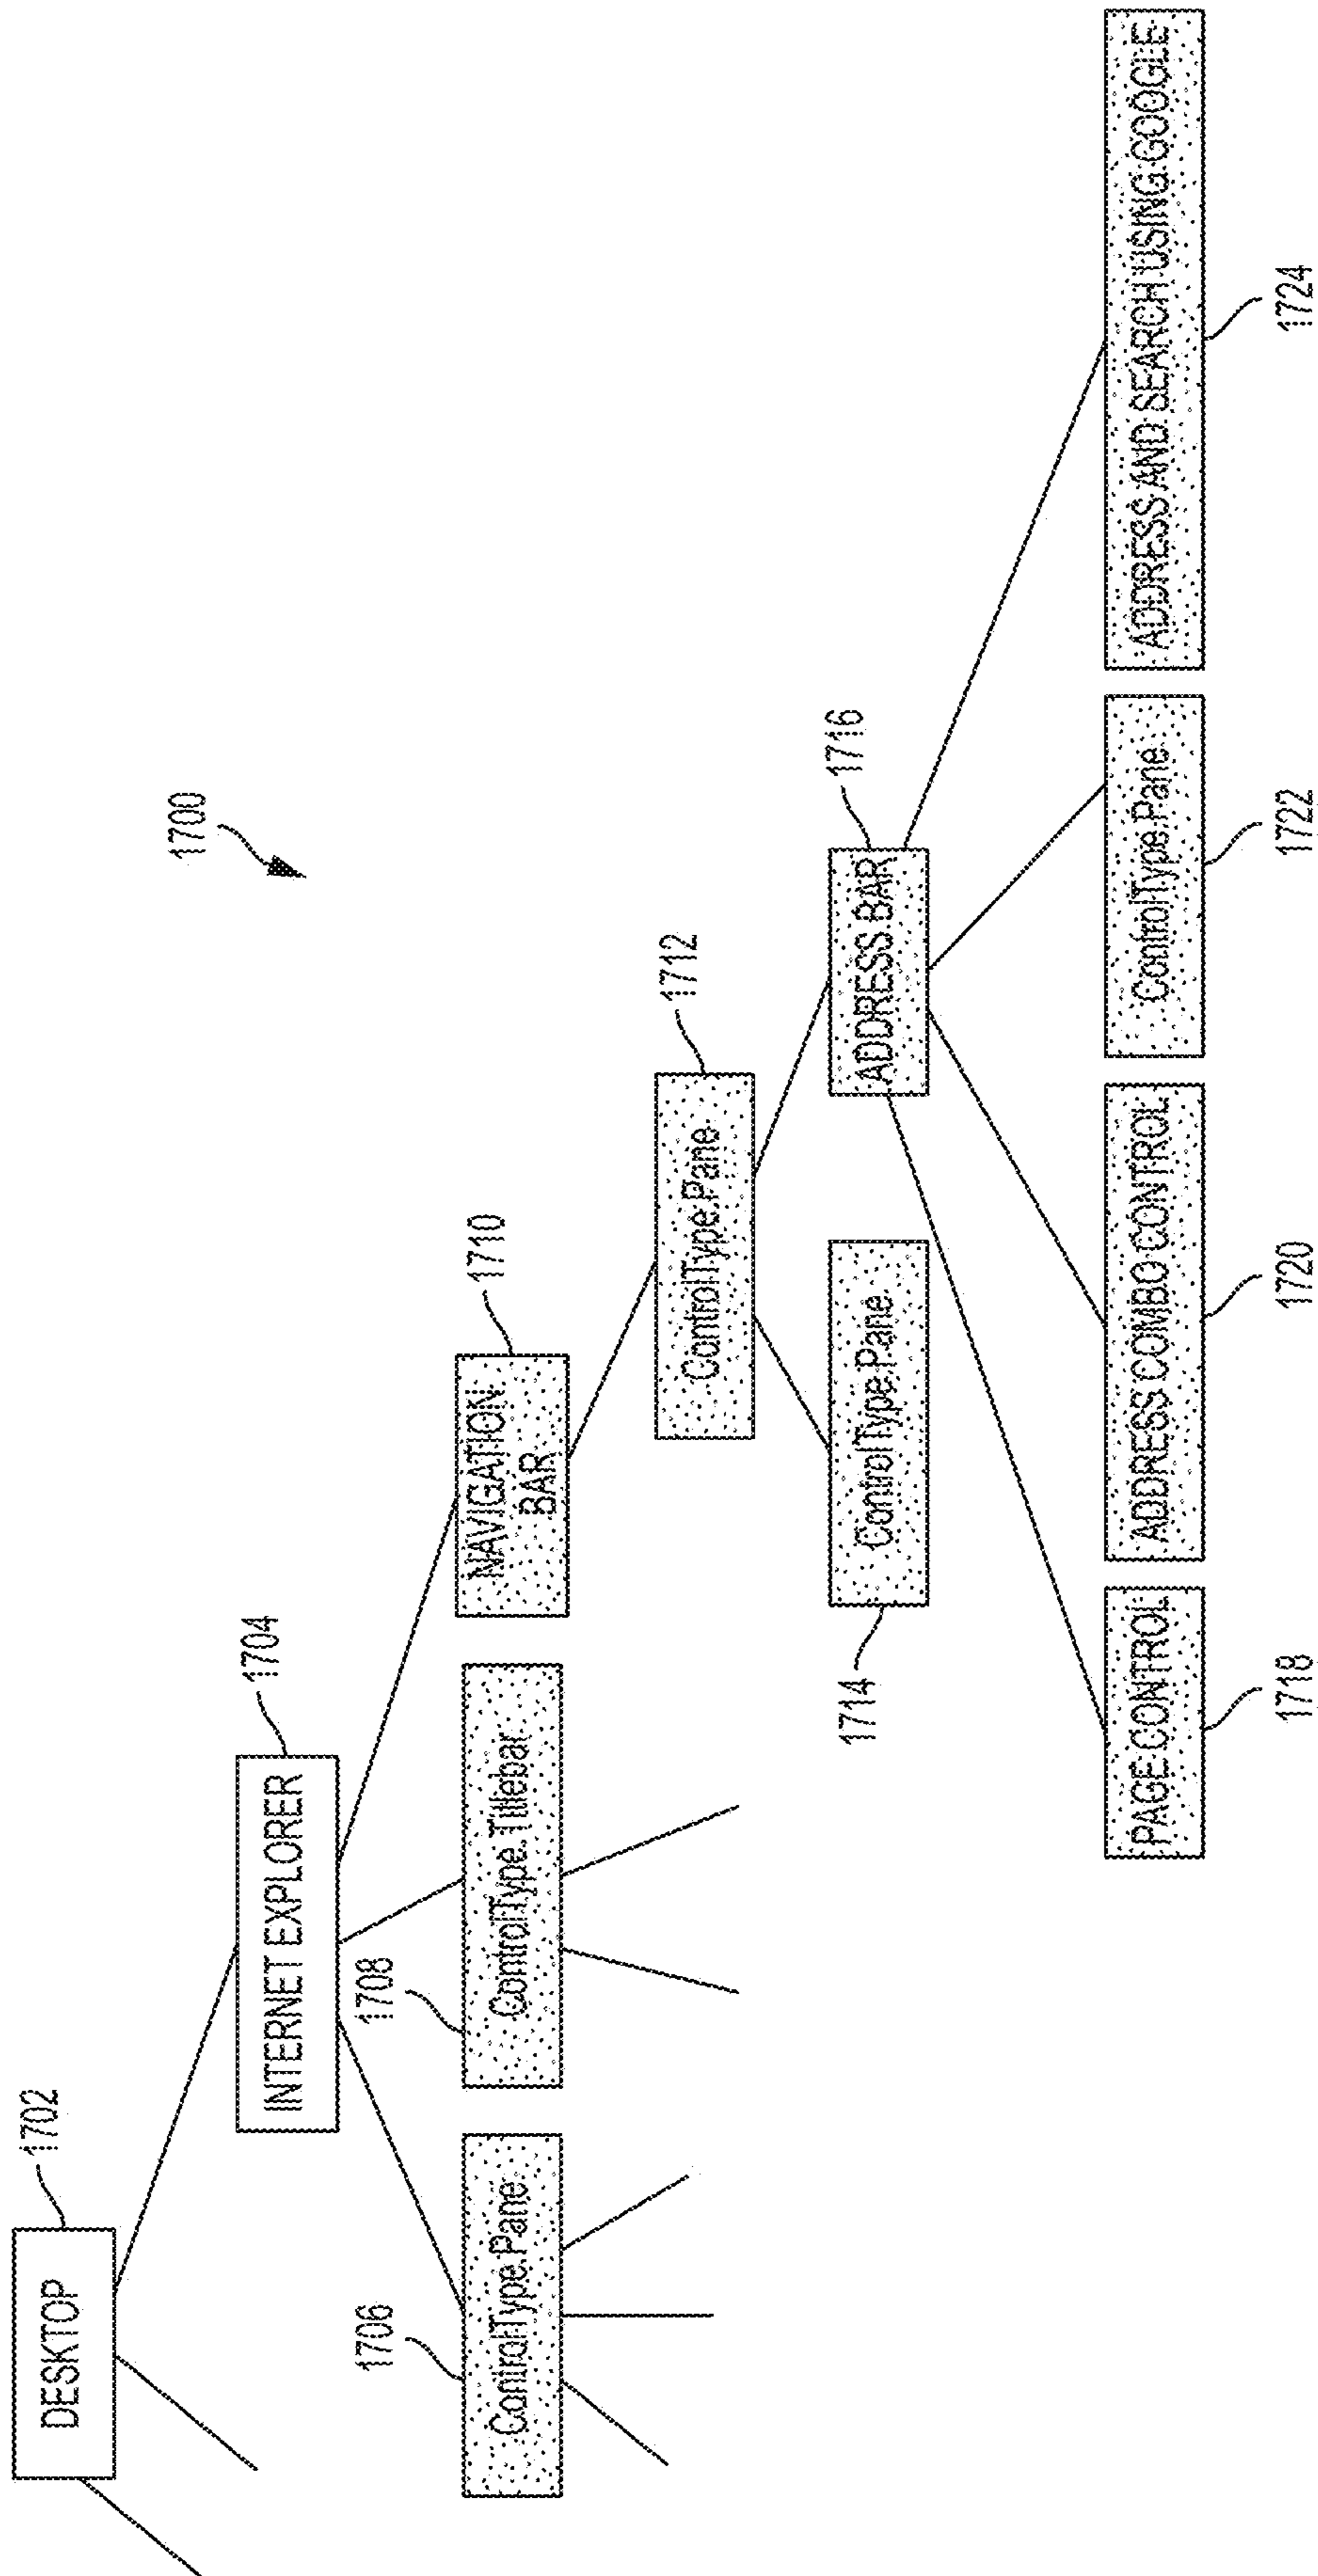 1700
DESKTOP
1702
INTERNET EXPLORER
1704
ControlType.Pane
1706
ControlType.Titlebar
1708
NAVIGATION
BAR
1710
ControlType.Pane
1712
ControlType.Pane
1714
ADDRESS BAR
1716
PAGE CONTROL
1718
ADDRESS COMBO CONTROL
1720
ControlType.Pane
1722
ADDRESS AND SEARCH USING GOOGLE
1724